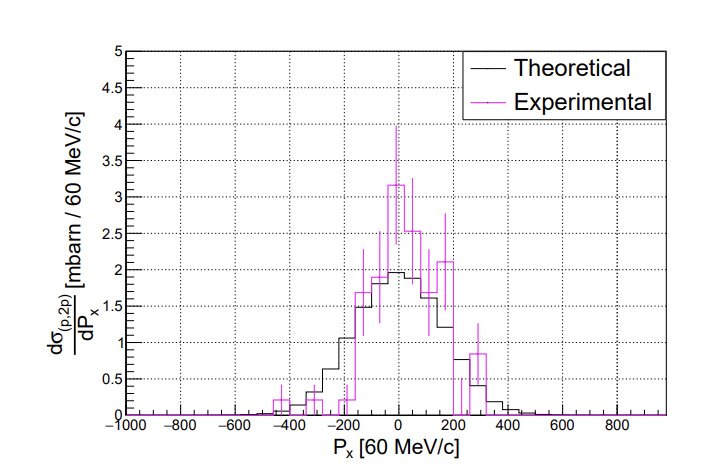 Theoretical
Experimental
dσ(p,2p)
dPx
[mbarn / 60 MeV/c]
5
4.5
4
3.5
3
2.5
2
1.5
1
0.5
0
−1000 −800 −600 −400 −200 0 200 400 600 800
Px [60 MeV/c]